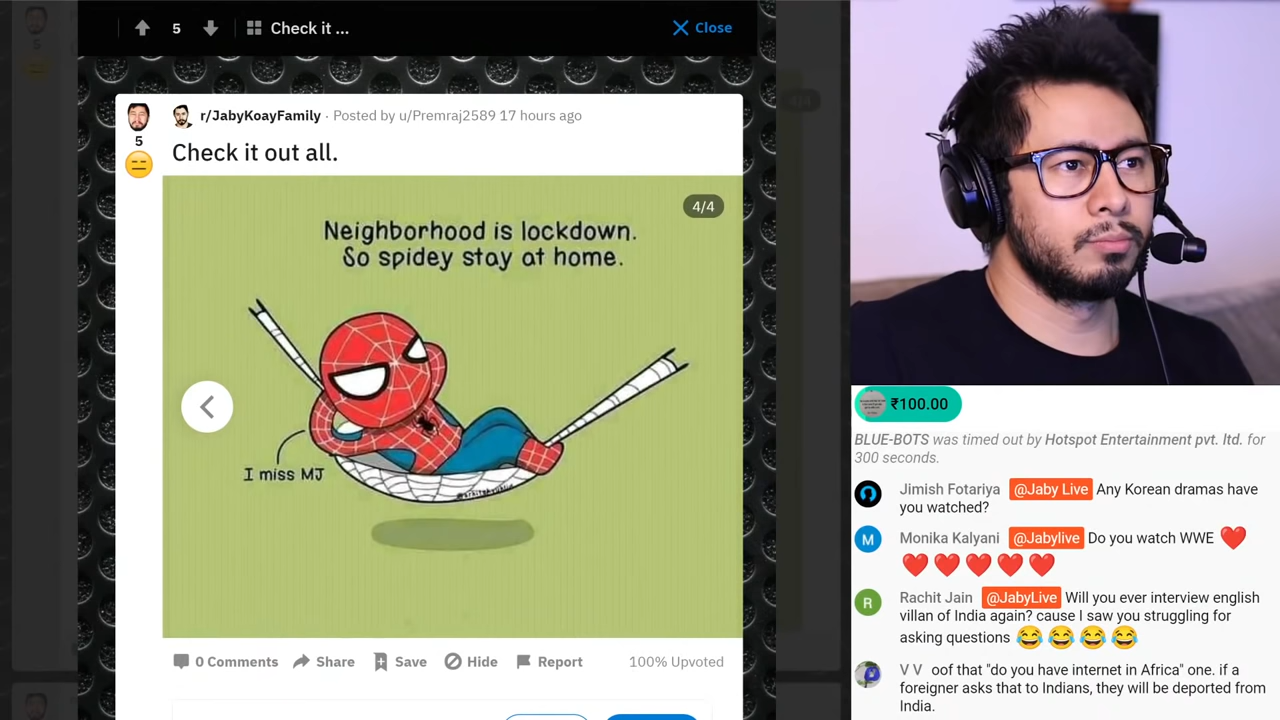 5
Check it ...
Close
r/JabyKoayFamily · Posted by u/Premraj2589 17 hours ago
5
Check it out all.
4/4
Neighborhood is lockdown.
So spidey stay at home.
I miss MJ
0 Comments
Share
Save
Hide
Report
100% Upvoted
₹100.00
BLUE-BOTS was timed out by Hotspot Entertainment pvt. ltd. for
300 seconds.
Jimish Fotariya @Jaby Live Any Korean dramas have
you watched?
M
Monika Kalyani @Jabylive Do you watch WWE ❤️
❤️❤️❤️❤️❤️
R
Rachit Jain @JabyLive Will you ever interview english
villan of India again? cause I saw you struggling for
asking questions 😂😂😂😂
V V oof that "do you have internet in Africa" one. if a
foreigner asks that to Indians, they will be deported from
India.